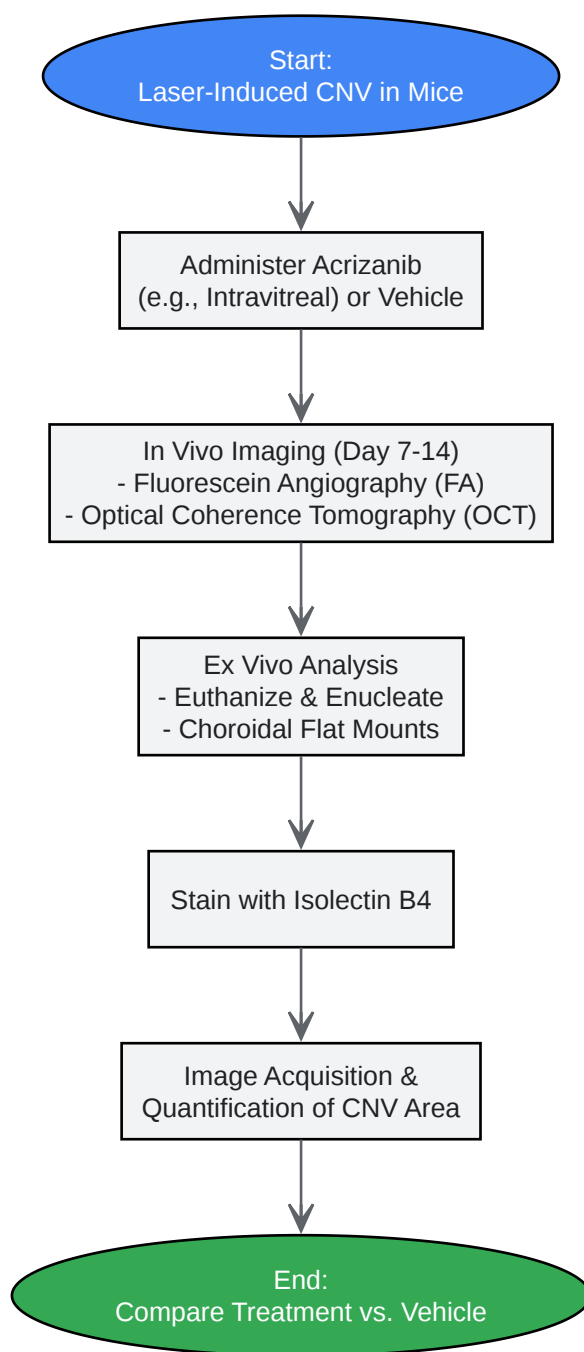 Start:
Laser-Induced CNV in Mice
Administer Acrizanib
(e.g., Intravitreal) or Vehicle
In Vivo Imaging (Day 7-14)
- Fluorescein Angiography (FA)
- Optical Coherence Tomography (OCT)
Ex Vivo Analysis
- Euthanize & Enucleate
- Choroidal Flat Mounts
Stain with Isolectin B4
Image Acquisition &
Quantification of CNV Area
End:
Compare Treatment vs. Vehicle